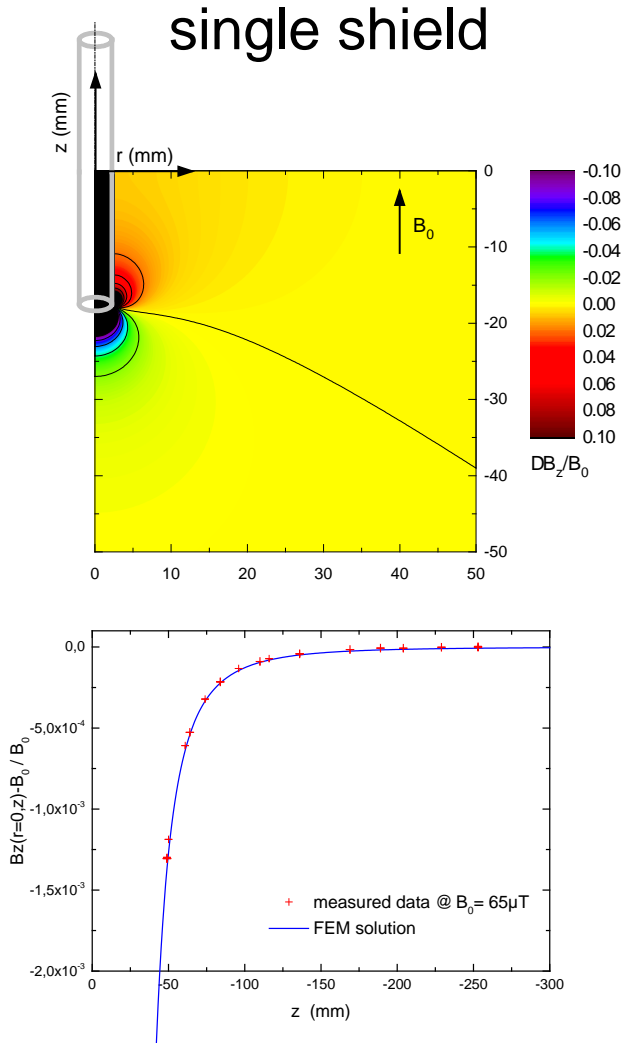 single shield
z (mm)
r (mm)
B0
0
-10
-20
-30
-40
-50
0 10 20 30 40 50
-0.10
-0.08
-0.06
-0.04
-0.02
0.00
0.02
0.04
0.06
0.08
0.10
DBz/B0
0,0
-5,0x10-4
-1,0x10-3
-1,5x10-3
-2,0x10-3
Bz(r=0,z)-B0 / B0
measured data @ B0= 65µT
FEM solution
0 -50 -100 -150 -200 -250 -300
z (mm)